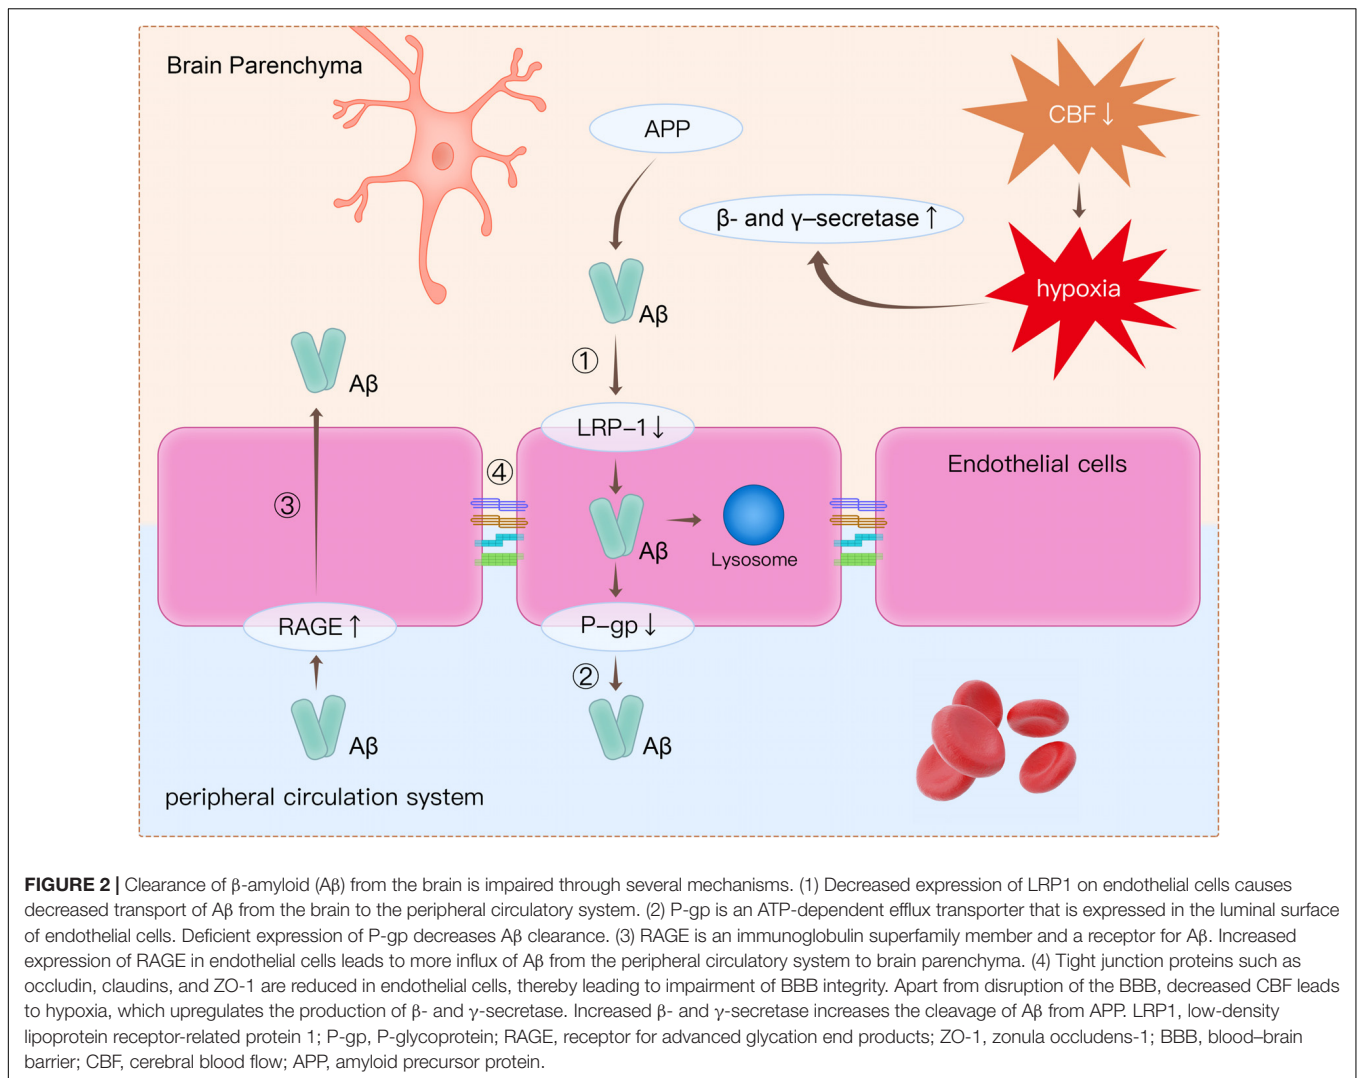 Brain Parenchyma
APP
CBF↓
β- and γ–secretase↑
hypoxia
Aβ
①
Aβ
LRP–1↓
④
Endothelial cells
③
Aβ
Lysosome
RAGE↑
P–gp↓
②
Aβ
Aβ
peripheral circulation system
FIGURE 2 | Clearance of β-amyloid (Aβ) from the brain is impaired through several mechanisms. (1) Decreased expression of LRP1 on endothelial cells causes
decreased transport of Aβ from the brain to the peripheral circulatory system. (2) P-gp is an ATP-dependent efflux transporter that is expressed in the luminal surface
of endothelial cells. Deficient expression of P-gp decreases Aβ clearance. (3) RAGE is an immunoglobulin superfamily member and a receptor for Aβ. Increased
expression of RAGE in endothelial cells leads to more influx of Aβ from the peripheral circulatory system to brain parenchyma. (4) Tight junction proteins such as
occludin, claudins, and ZO-1 are reduced in endothelial cells, thereby leading to impairment of BBB integrity. Apart from disruption of the BBB, decreased CBF leads
to hypoxia, which upregulates the production of β- and γ-secretase. Increased β- and γ-secretase increases the cleavage of Aβ from APP. LRP1, low-density
lipoprotein receptor-related protein 1; P-gp, P-glycoprotein; RAGE, receptor for advanced glycation end products; ZO-1, zonula occludens-1; BBB, blood–brain
barrier; CBF, cerebral blood flow; APP, amyloid precursor protein.